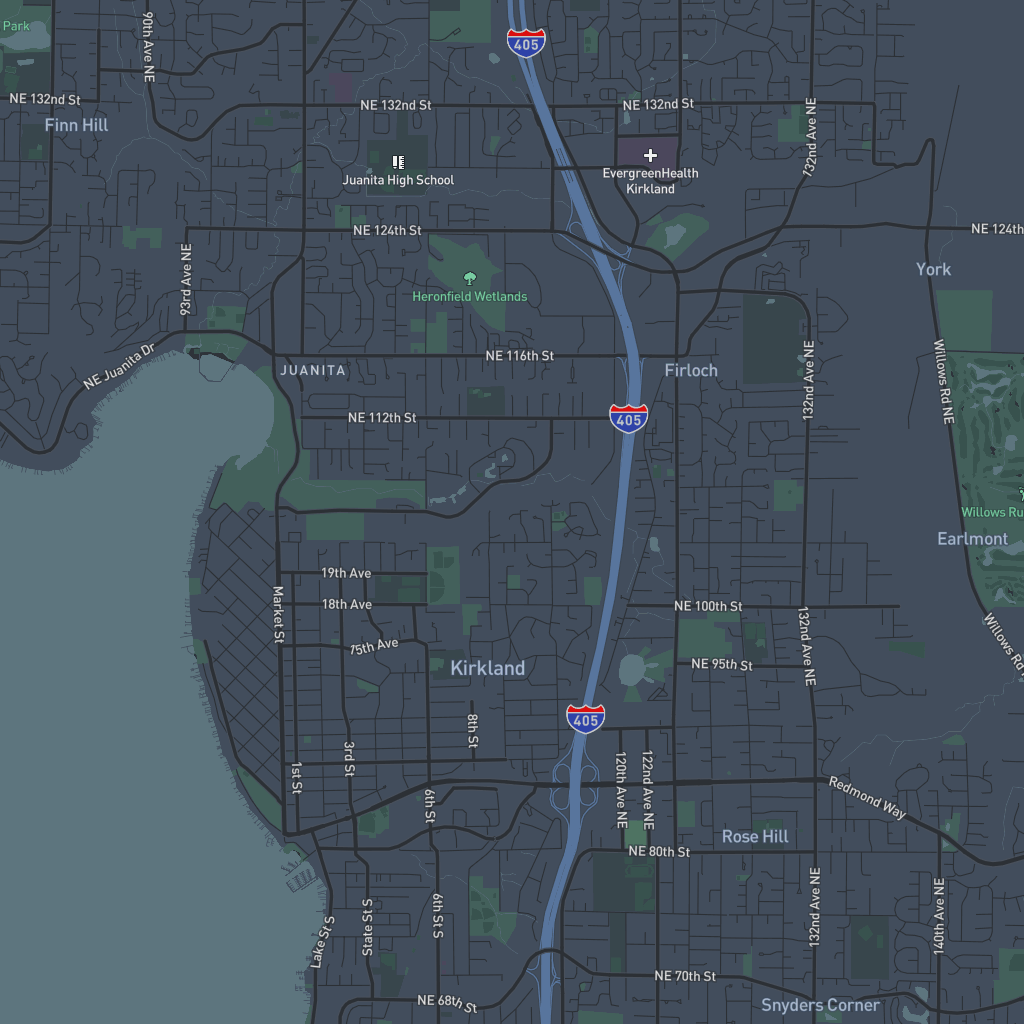 Park
90th Ave NE
405
NE 132nd St
NE 132nd St
NE 132nd St
Finn Hill
132nd Ave NE
Juanita High School
EvergreenHealth
Kirkland
NE 124th St
NE 124th
93rd Ave NE
York
Heronfield Wetlands
NE Juanita Dr
NE 116th St
JUANITA
Firloch
132nd Ave NE
Willows Rd NE
NE 112th St
405
Willows Ru
Earlmont
19th Ave
18th Ave
Market St
NE 100th St
132nd Ave NE
Willows Rd
15th Ave
Kirkland
NE 95th St
405
8th St
3rd St
1st St
6th St
120th Ave NE
122nd Ave NE
Redmond Way
Rose Hill
NE 80th St
Lake St S
State St S
6th St S
132nd Ave NE
140th Ave NE
NE 70th St
NE 68th St
Snyders Corner